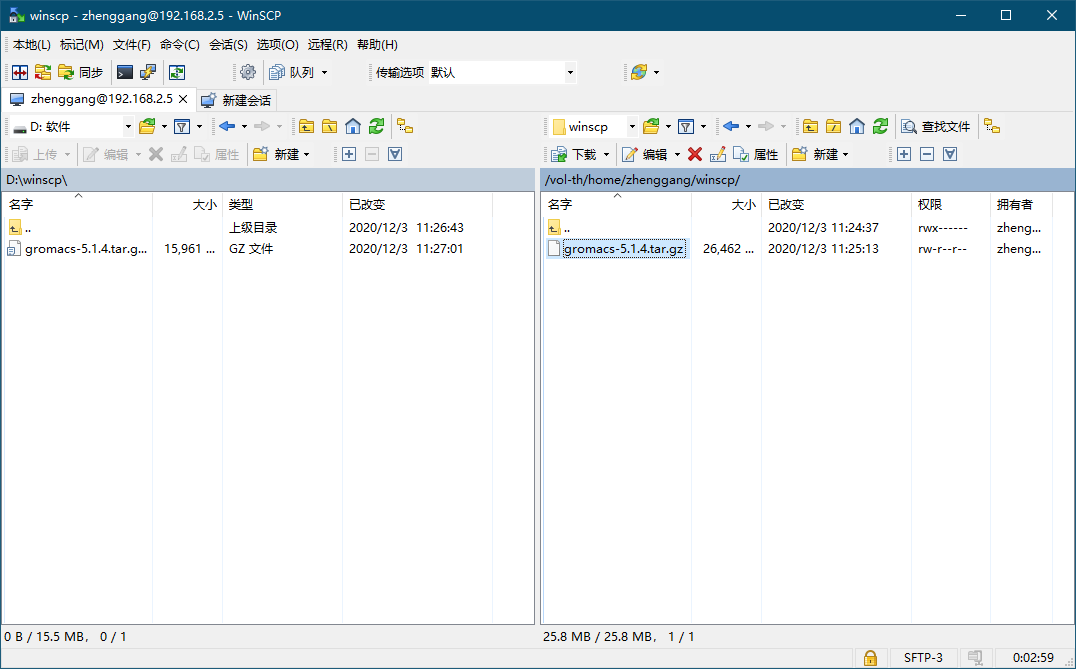 winscp - zhenggang@192.168.2.5 - WinSCP
本地(L) 标记(M) 文件(F) 命令(C) 会话(S) 选项(O) 远程(R) 帮助(H)
同步 队列 传输选项 默认
zhenggang@192.168.2.5 新建会话
D: 软件
上传 编辑 属性 新建
D:\winscp\
名字 大小 类型 已改变
.. 上级目录 2020/12/3 11:26:43
gromacs-5.1.4.tar.g... 15,961 ... GZ 文件 2020/12/3 11:27:01
0 B / 15.5 MB, 0 / 1
winscp 查找文件
下载 编辑 属性 新建
/vol-th/home/zhenggang/winscp/
名字 大小 已改变 权限 拥有者
.. 2020/12/3 11:24:37 rwx------ zheng...
gromacs-5.1.4.tar.gz 26,462 ... 2020/12/3 11:25:13 rw-r--r-- zheng...
25.8 MB / 25.8 MB, 1 / 1
SFTP-3 0:02:59